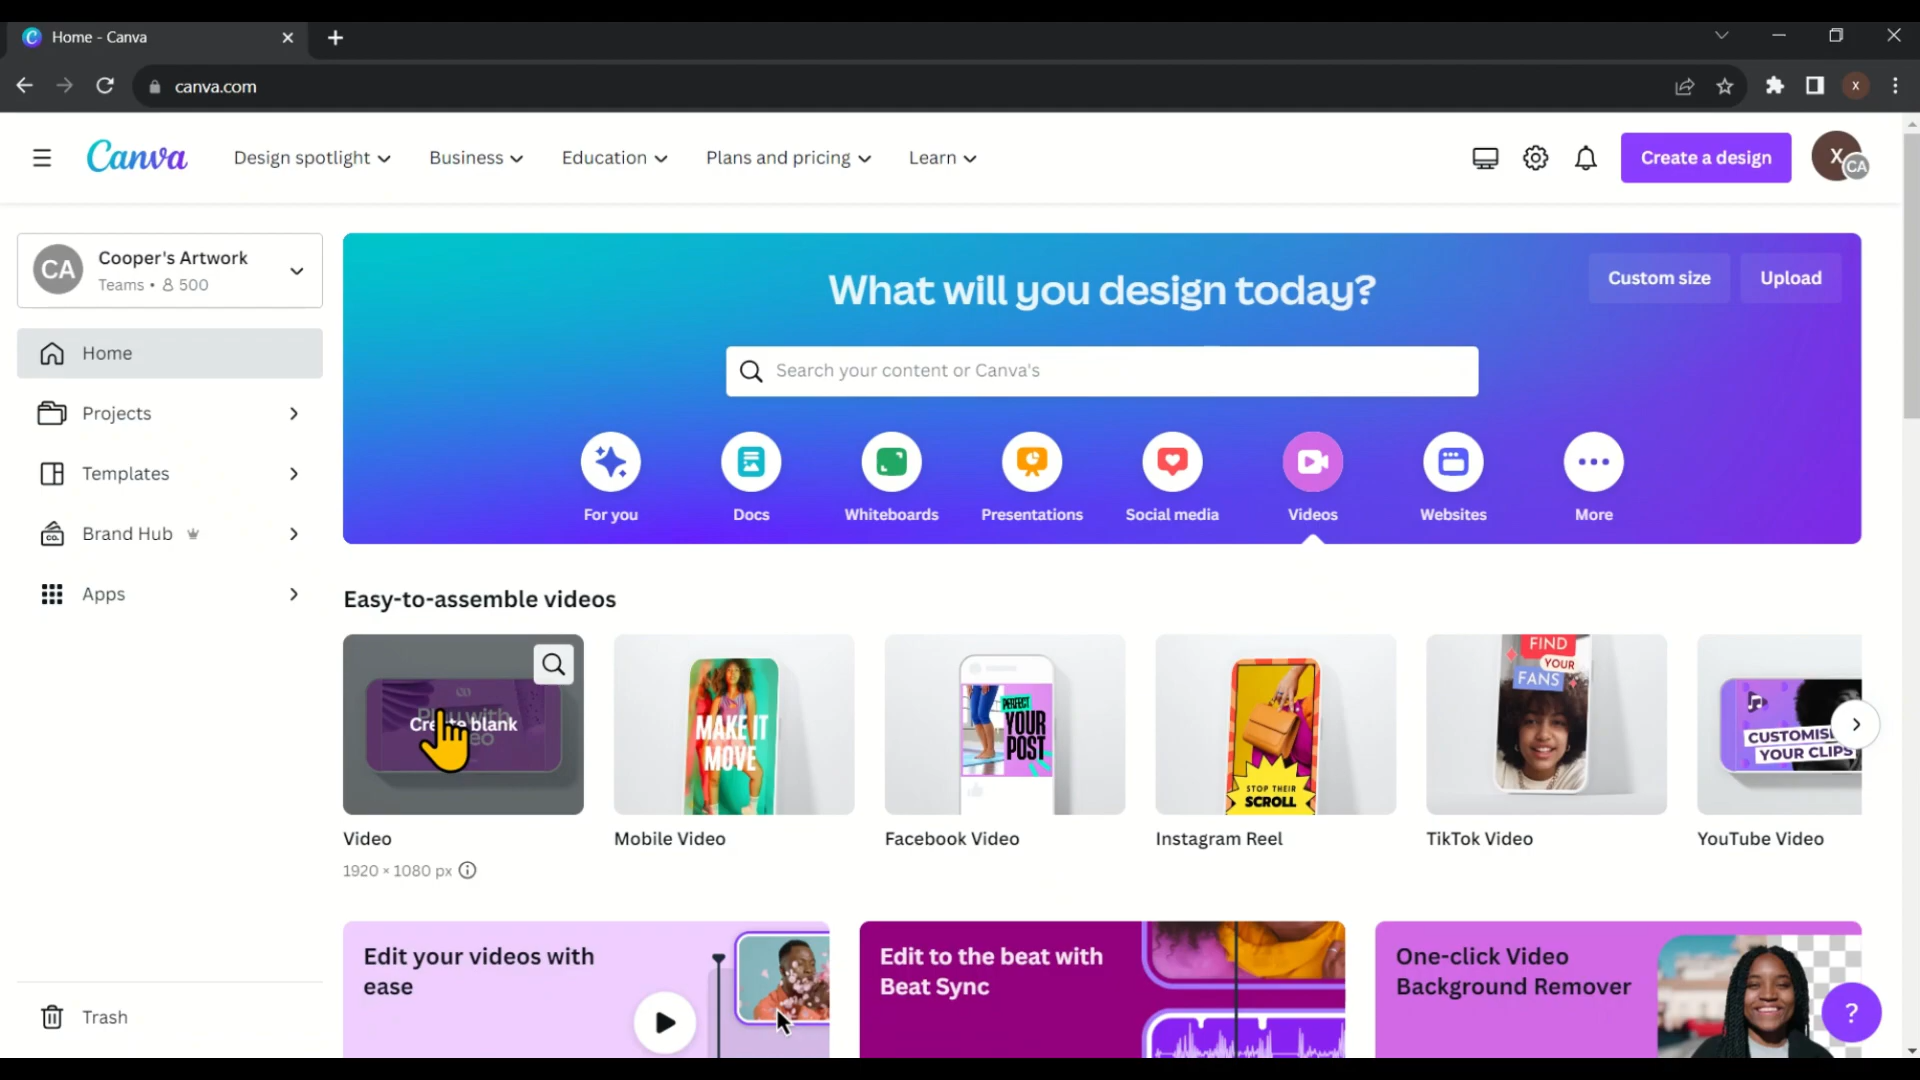 Home - Canva
canva.com
X
Canva
Design spotlight
Business
Education
Plans and pricing
Learn
Create a design
X
CA
CA
Cooper's Artwork
Teams • 500
Home
Projects
Templates
Brand Hub
Apps
Trash
What will you design today?
Custom size
Upload
Search your content or Canva's
For you
Docs
Whiteboards
Presentations
Social media
Videos
Websites
More
Easy-to-assemble videos
Create blank
MAKE IT
MOVE
PERFECT
YOUR
POST
STOP THEIR
SCROLL
FIND
YOUR
FANS
YOUR CLIPS
Video
1920 × 1080 px
Mobile Video
Facebook Video
Instagram Reel
TikTok Video
YouTube Video
Edit your videos with
ease
Edit to the beat with
Beat Sync
One-click Video
Background Remover
?